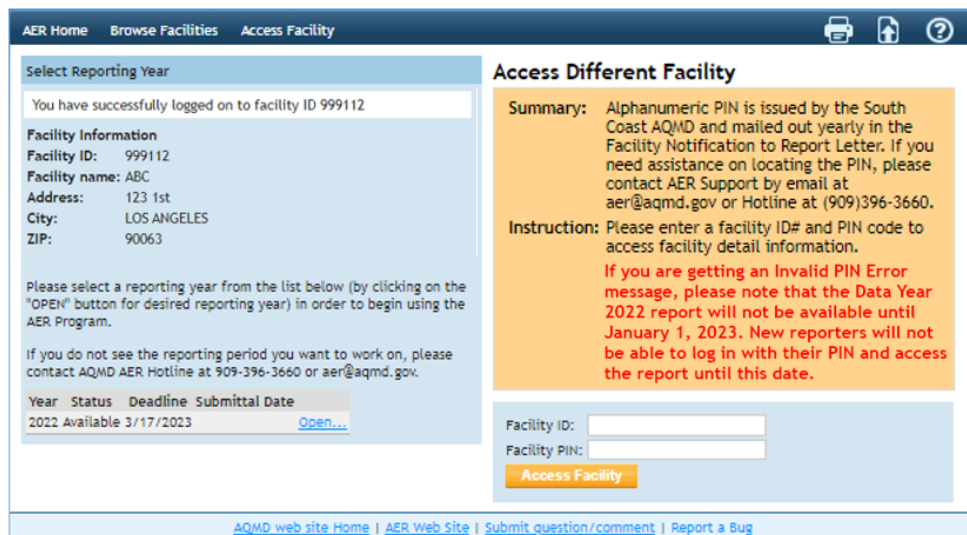 AER Home Browse Facilities Access Facility
Select Reporting Year
You have successfully logged on to facility ID 999112
Facility Information
Facility ID: 999112
Facility name: ABC
Address: 123 1st
City: LOS ANGELES
ZIP: 90063
Please select a reporting year from the list below (by clicking on the
"OPEN" button for desired reporting year) in order to begin using the
AER Program.
If you do not see the reporting period you want to work on, please
contact AQMD AER Hotline at 909-396-3660 or aer@aqmd.gov.
Year Status Deadline Submittal Date
2022 Available 3/17/2023 Open...
Access Different Facility
Summary: Alphanumeric PIN is issued by the South
Coast AQMD and mailed out yearly in the
Facility Notification to Report Letter. If you
need assistance on locating the PIN, please
contact AER Support by email at
aer@aqmd.gov or Hotline at (909)396-3660.
Instruction: Please enter a facility ID# and PIN code to
access facility detail information.
If you are getting an Invalid PIN Error
message, please note that the Data Year
2022 report will not be available until
January 1, 2023. New reporters will not
be able to log in with their PIN and access
the report until this date.
Facility ID:
Facility PIN:
Access Facility
AQMD web site Home | AER Web Site | Submit question/comment | Report a Bug